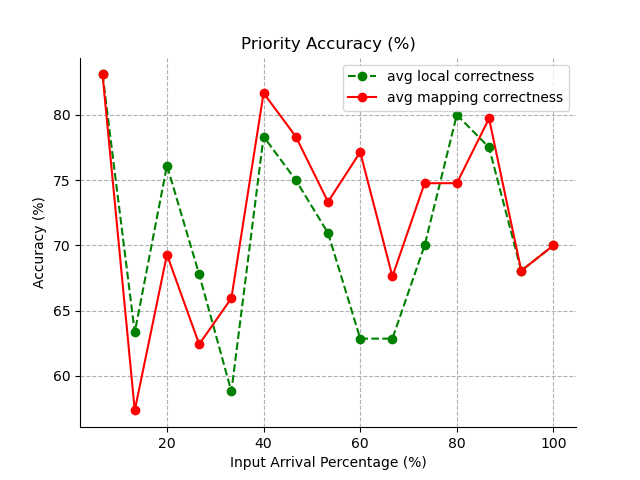 Priority Accuracy (%)
avg local correctness
avg mapping correctness
80
75
70
65
60
Accuracy (%)
20 40 60 80 100
Input Arrival Percentage (%)